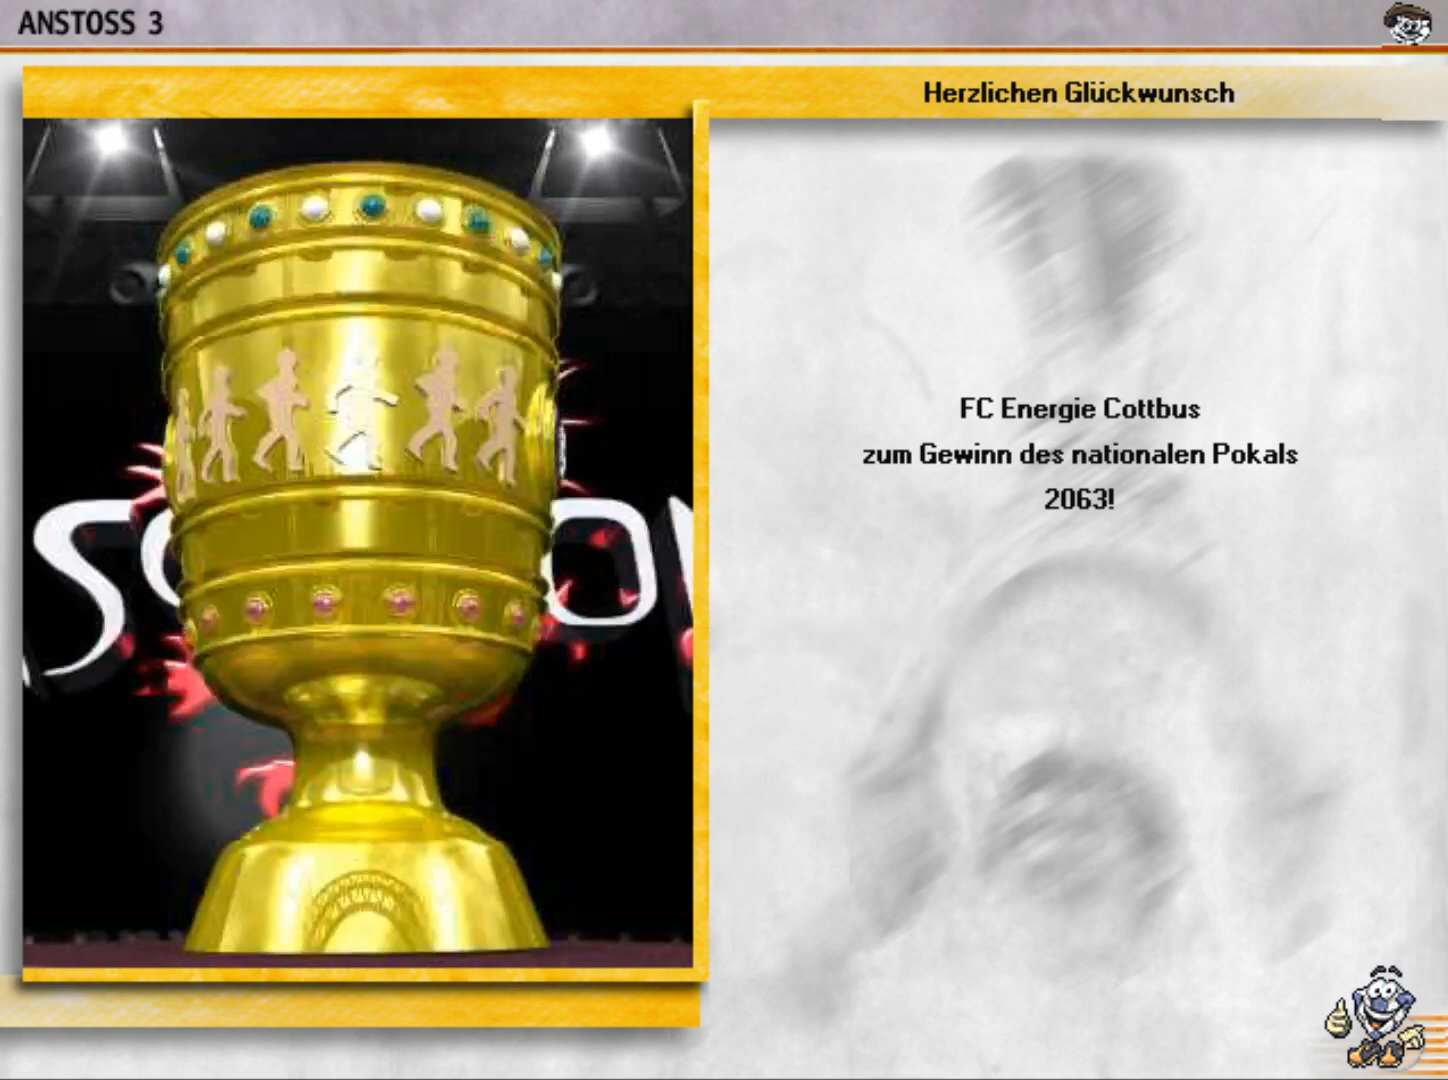 ANSTOSS 3
Herzlichen Glückwunsch
FC Energie Cottbus
zum Gewinn des nationalen Pokals
2063!